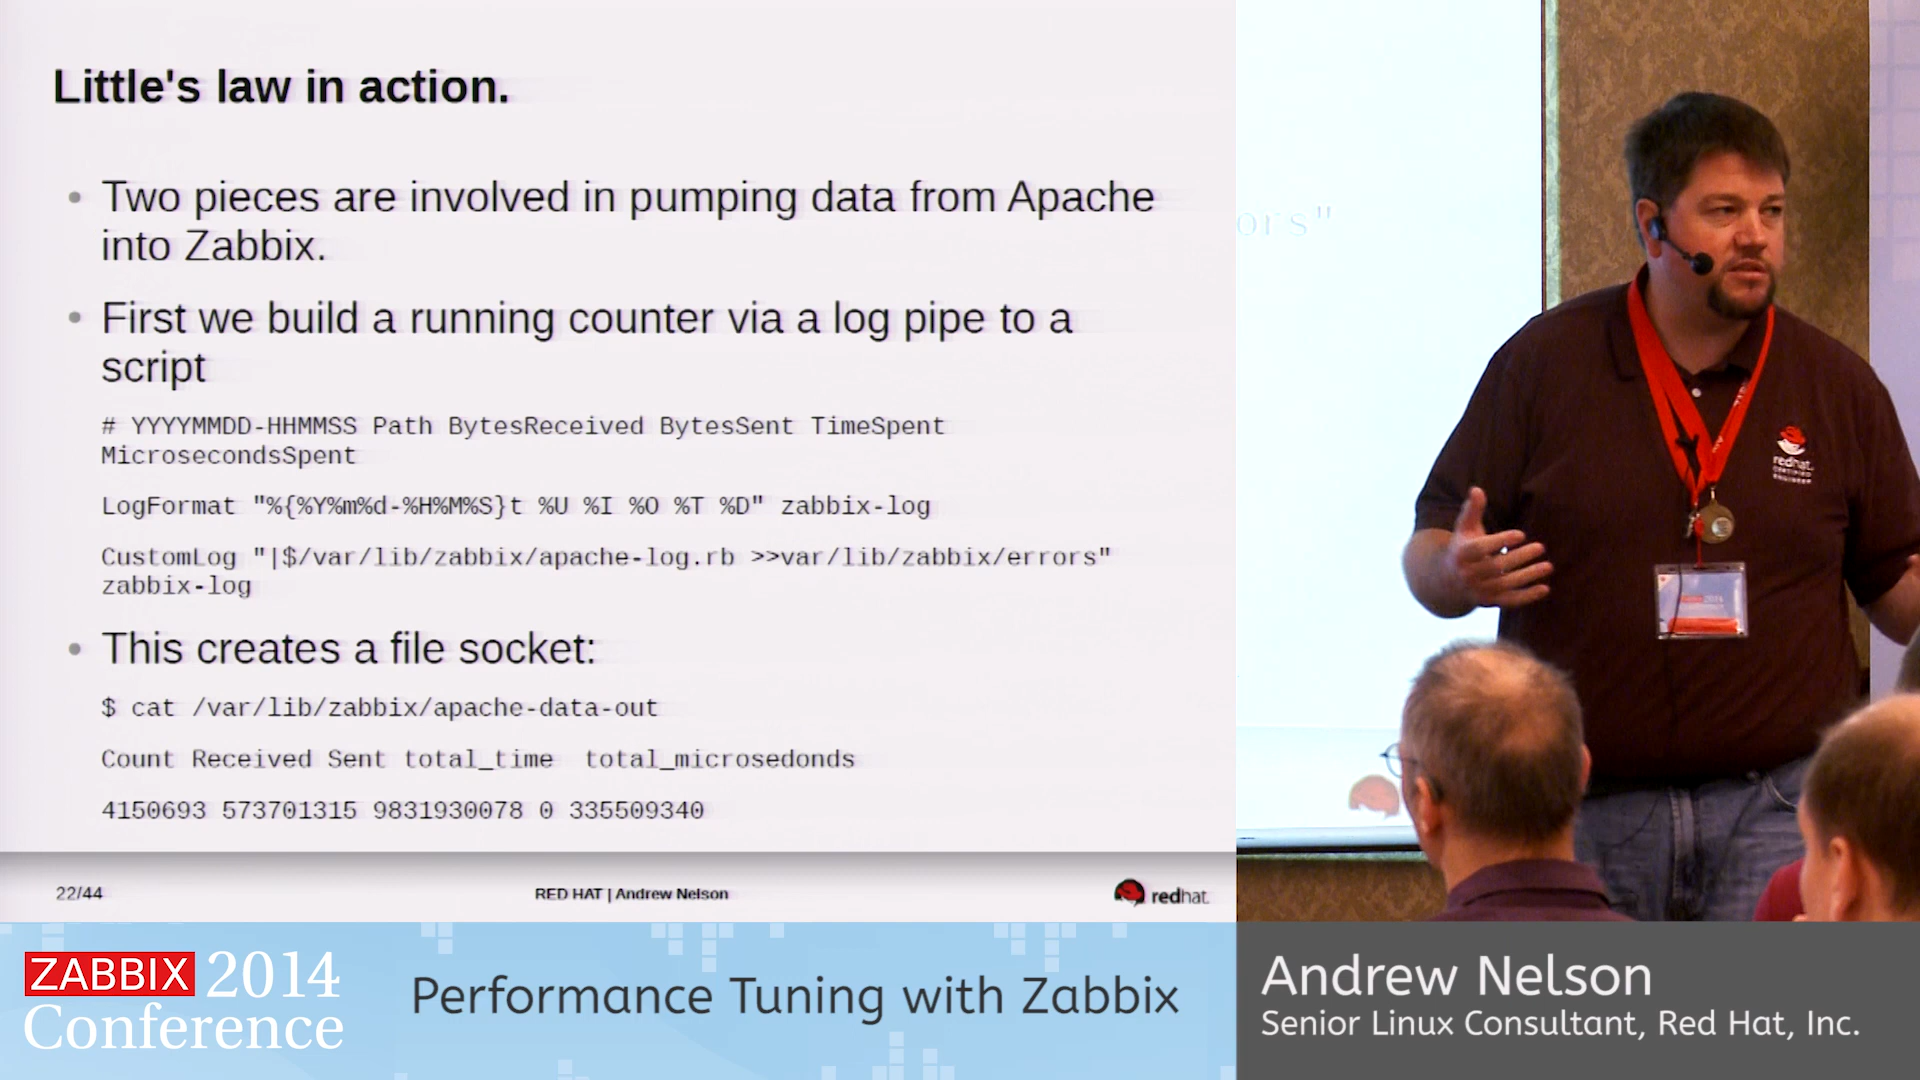 Little's law in action.
Two pieces are involved in pumping data from Apache
into Zabbix.
First we build a running counter via a log pipe to a
script
# YYYYMMDD-HHMMSS Path BytesReceived BytesSent TimeSpent
MicrosecondsSpent
LogFormat "%{%Y%m%d-%H%M%S}t %U %I %O %T %D" zabbix-log
CustomLog "|$/var/lib/zabbix/apache-log.rb >>var/lib/zabbix/errors"
zabbix-log
This creates a file socket:
$ cat /var/lib/zabbix/apache-data-out
Count Received Sent total_time total_microsedonds
4150693 573701315 9831930078 0 335509340
22/44
RED HAT | Andrew Nelson
redhat.
ors"
redhat.
CERTIFIED
ENGINEER
ZABBIX 2014
Conference
Performance Tuning with Zabbix
Andrew Nelson
Senior Linux Consultant, Red Hat, Inc.